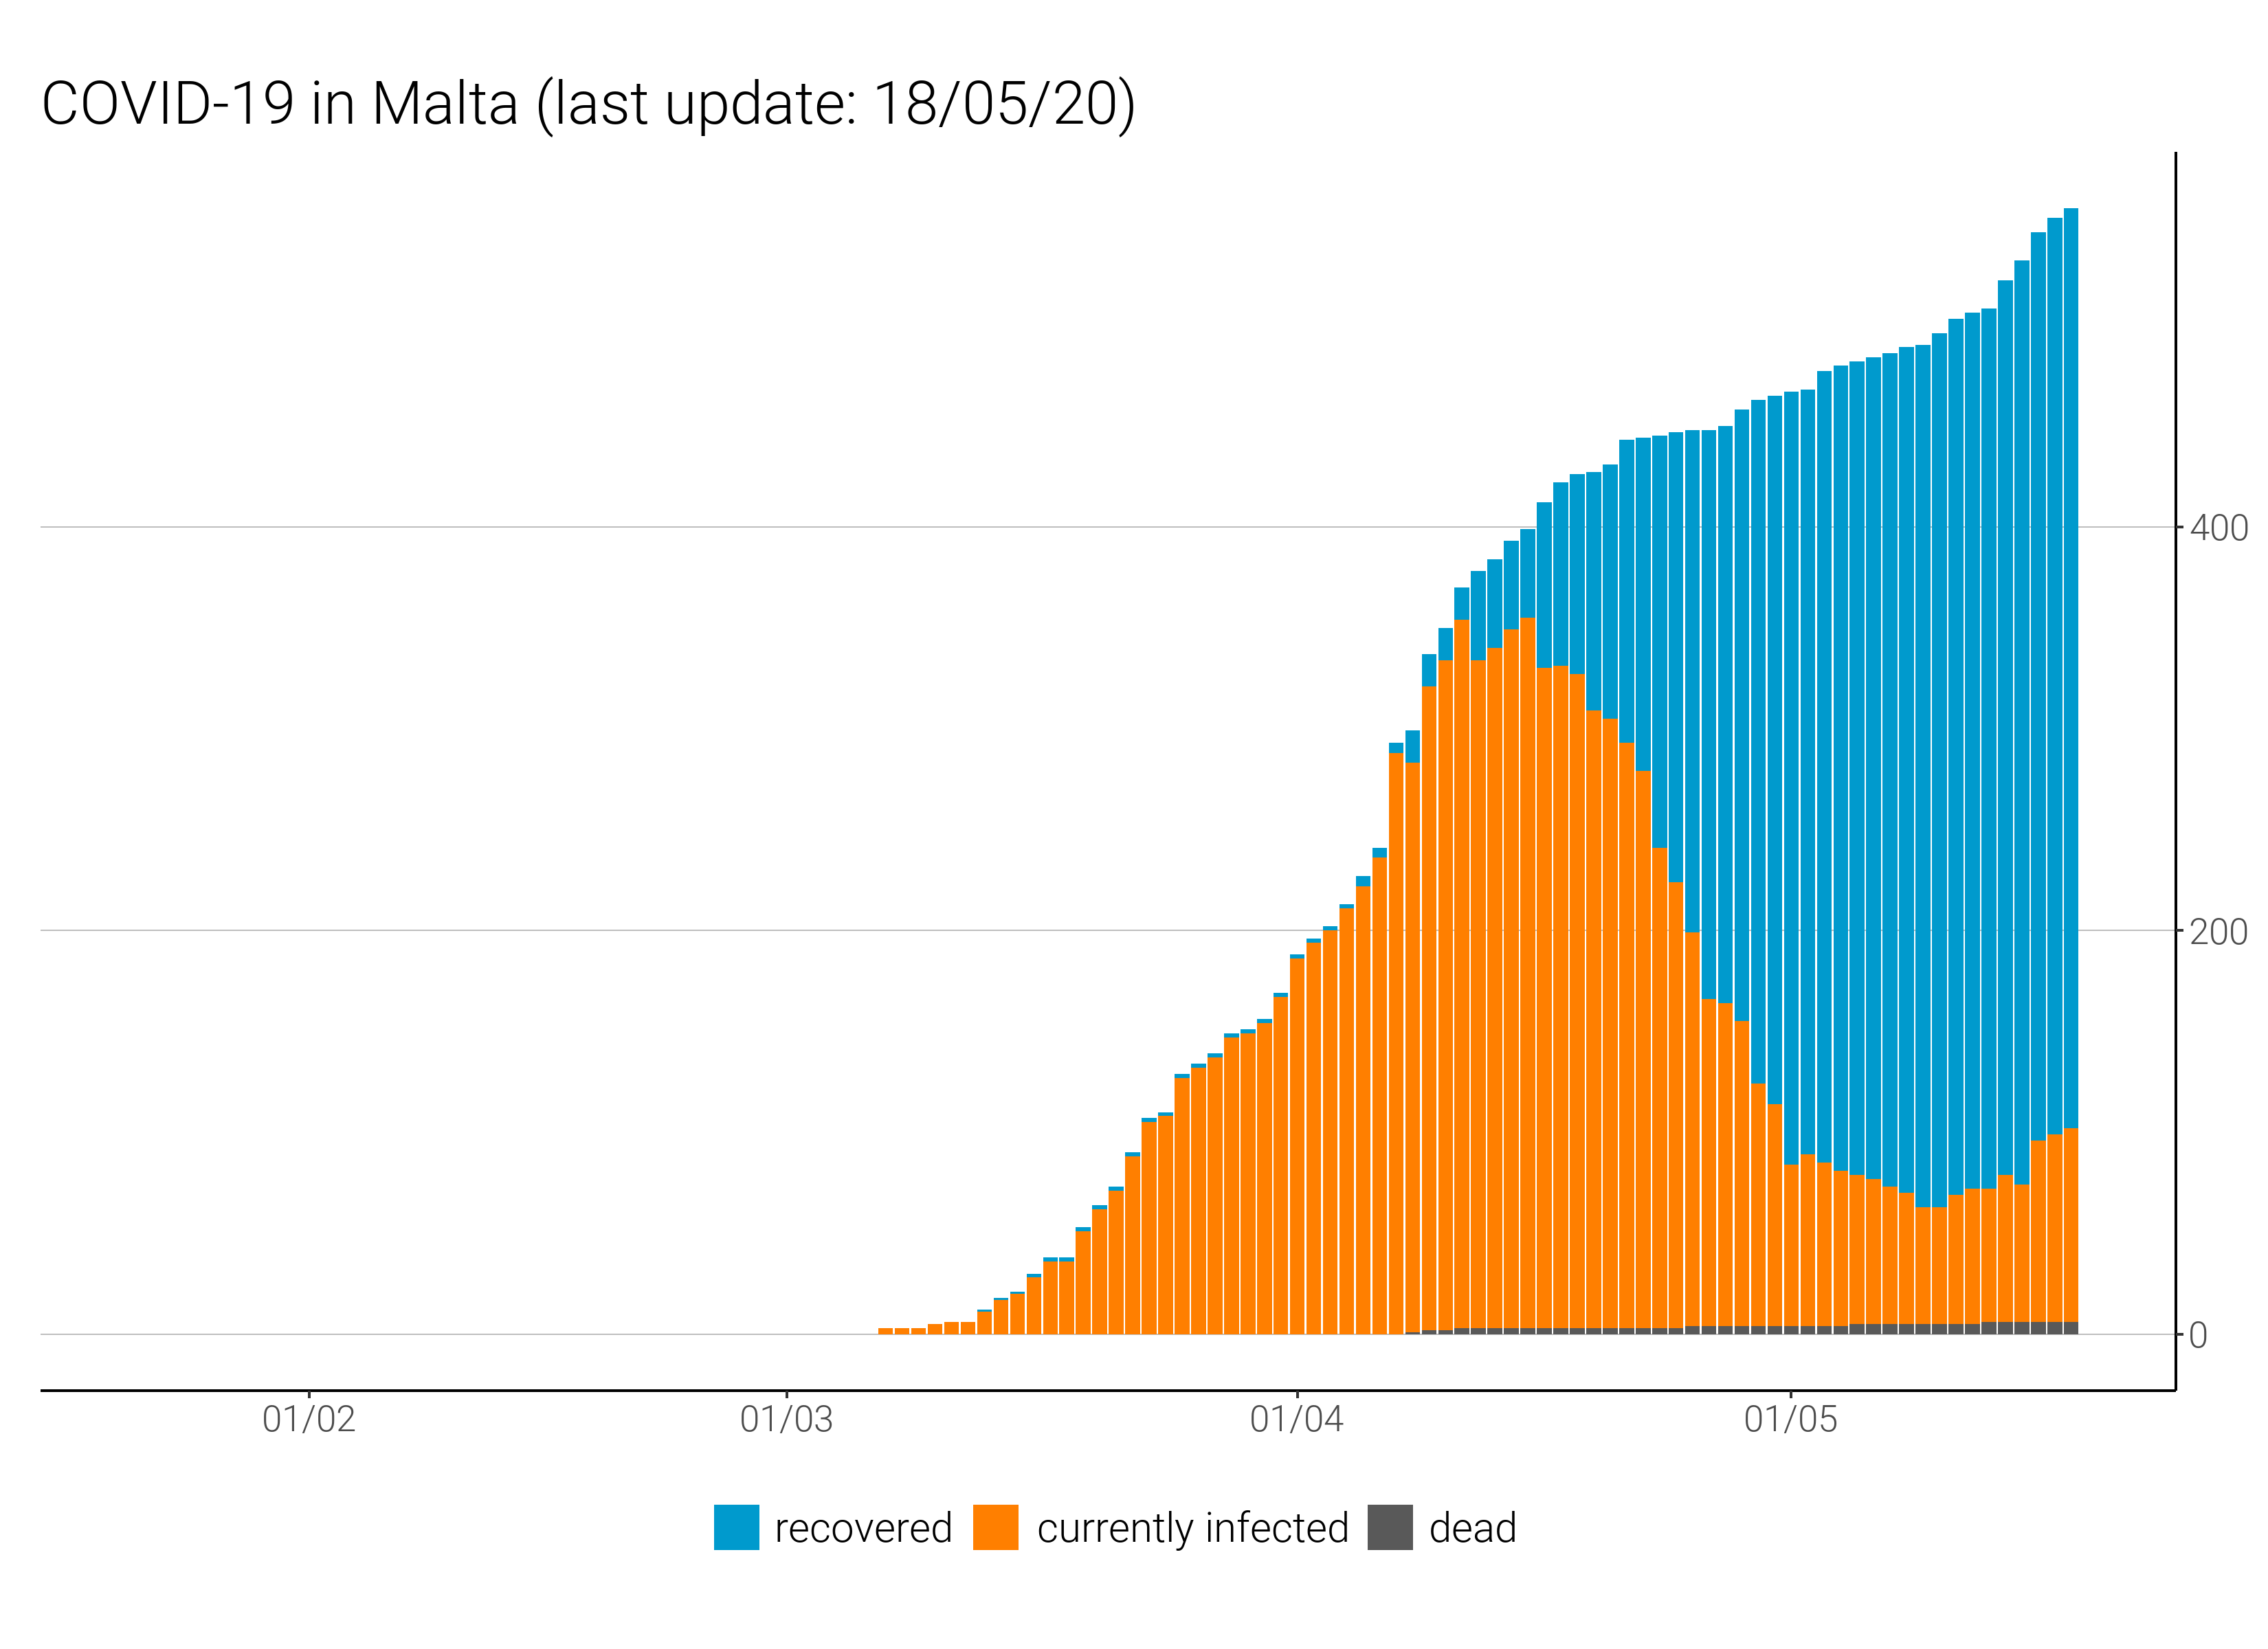 COVID-19 in Malta (last update: 18/05/20)
400
200
0
01/02 01/03 01/04 01/05
recovered currently infected dead